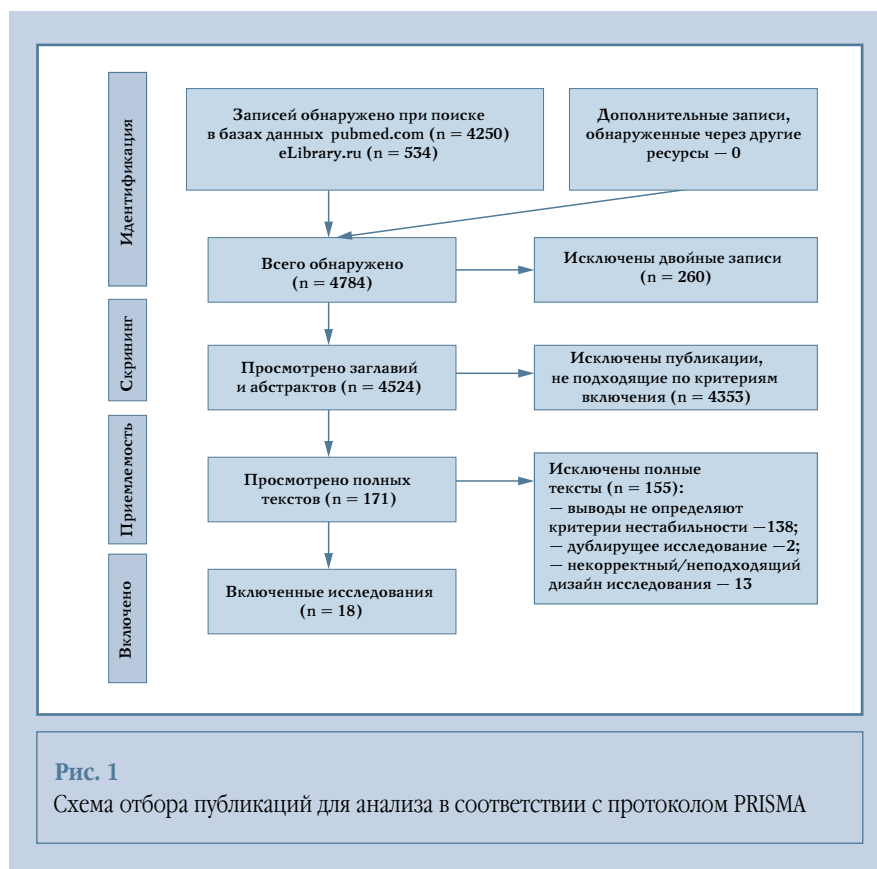 Идентификация
Записей обнаружено при поиске
в базах данных pubmed.com (n = 4250)
eLibrary.ru (n = 534)
Дополнительные записи,
обнаруженные через другие
ресурсы — 0
Всего обнаружено
(n = 4784)
Исключены двойные записи
(n = 260)
Скрининг
Просмотрено заглавий
и абстрактов (n = 4524)
Исключены публикации,
не подходящие по критериям
включения (n = 4353)
Приемлемость
Просмотрено полных
текстов (n = 171)
Исключены полные
тексты (n = 155):
— выводы не определяют
критерии нестабильности —138;
— дублирущее исследование —2;
— некорректный/неподходящий
дизайн исследования — 13
Включено
Включенные исследования
(n = 18)
Рис. 1
Схема отбора публикаций для анализа в соответствии с протоколом PRISMA